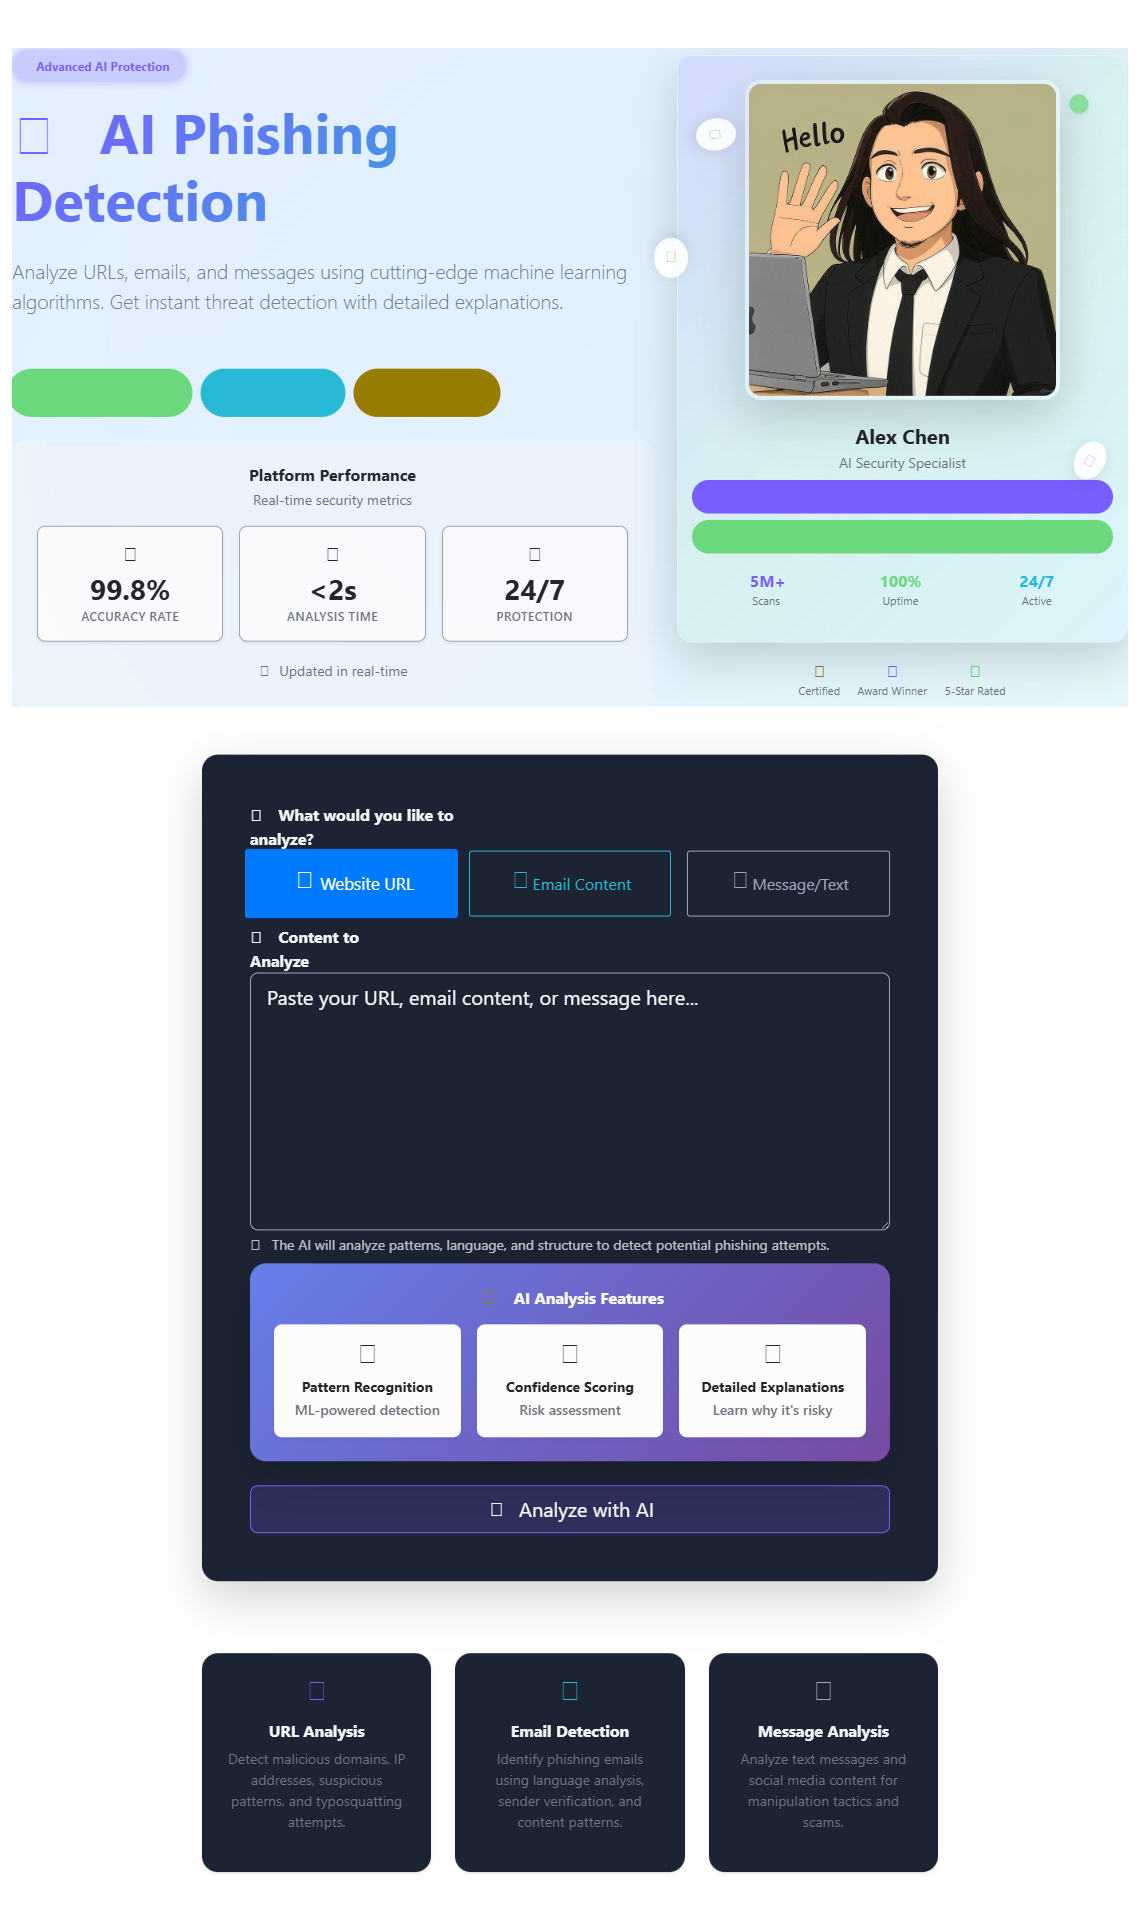 Advanced AI Protection
AI Phishing
Detection
Analyze URLs, emails, and messages using cutting-edge machine learning
algorithms. Get instant threat detection with detailed explanations.
Platform Performance
Real-time security metrics
99.8%
ACCURACY RATE
<2s
ANALYSIS TIME
24/7
PROTECTION
Updated in real-time
Hello
Alex Chen
AI Security Specialist
5M+
Scans
100%
Uptime
24/7
Active
Certified
Award Winner
5-Star Rated
What would you like to
analyze?
Website URL
Email Content
Message/Text
Content to
Analyze
Paste your URL, email content, or message here...
The AI will analyze patterns, language, and structure to detect potential phishing attempts.
AI Analysis Features
Pattern Recognition
ML-powered detection
Confidence Scoring
Risk assessment
Detailed Explanations
Learn why it's risky
Analyze with AI
URL Analysis
Detect malicious domains, IP
addresses, suspicious
patterns, and typosquatting
attempts.
Email Detection
Identify phishing emails
using language analysis,
sender verification, and
content patterns.
Message Analysis
Analyze text messages and
social media content for
manipulation tactics and
scams.